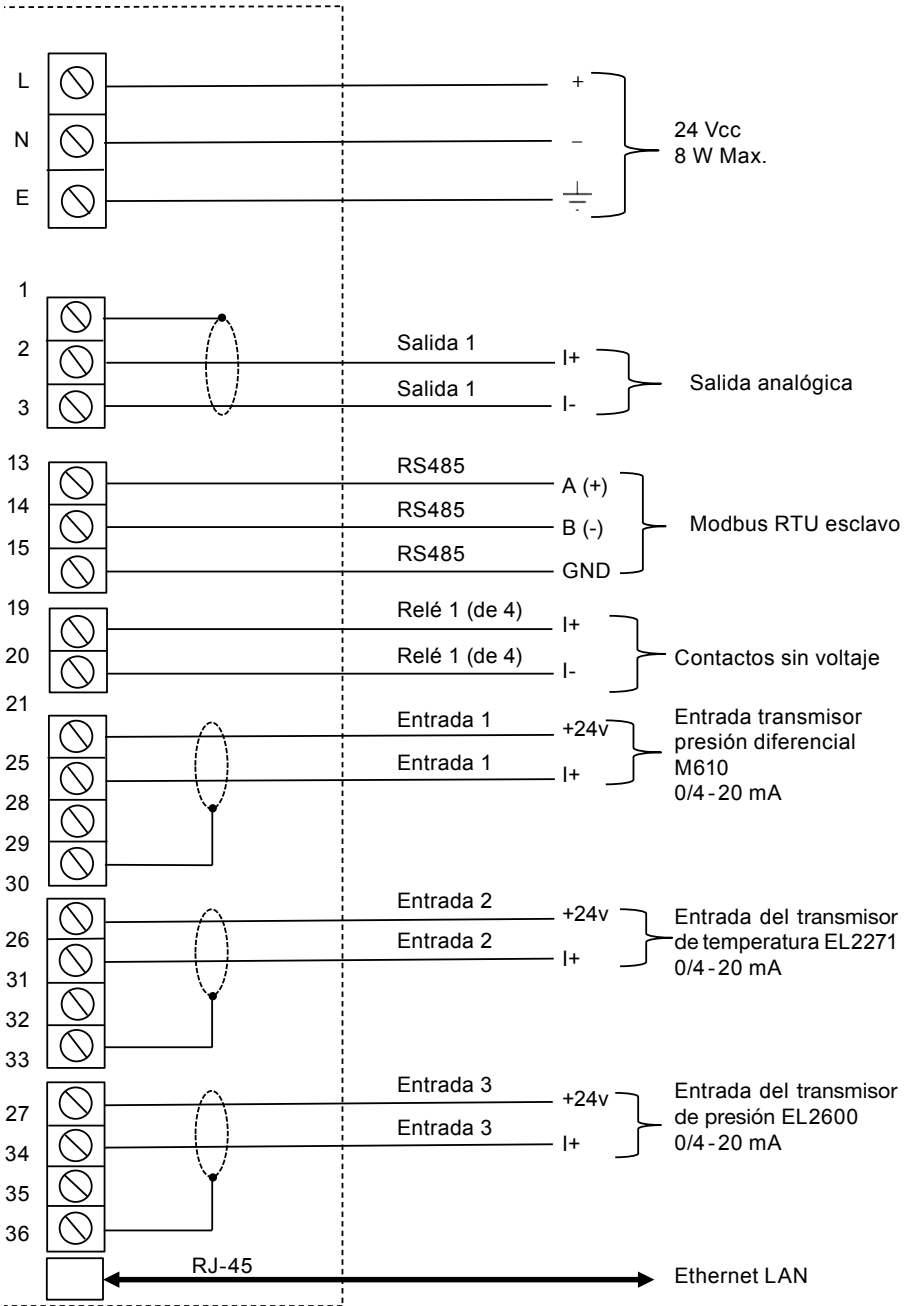 L
+
N
–
24 Vcc
8 W Max.
E
1
2
Salida 1
I+
3
Salida 1
I-
Salida analógica
13
RS485
A (+)
14
RS485
B (-)
Modbus RTU esclavo
15
RS485
GND
19
Relé 1 (de 4)
I+
20
Relé 1 (de 4)
I-
Contactos sin voltaje
21
Entrada 1
+24v
25
Entrada 1
I+
28
29
30
Entrada transmisor
presión diferencial
M610
0/4-20 mA
Entrada 2
+24v
26
Entrada 2
I+
31
32
33
Entrada del transmisor
de temperatura EL2271
0/4-20 mA
Entrada 3
+24v
27
Entrada 3
I+
34
35
36
Entrada del transmisor
de presión EL2600
0/4-20 mA
RJ-45
Ethernet LAN